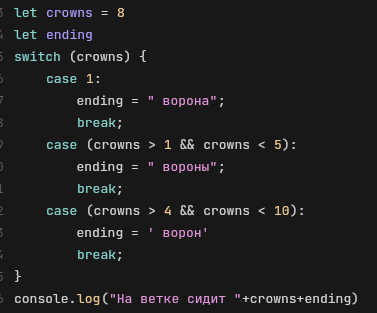 let crowns = 8
let ending
switch (crowns) {
    case 1:
        ending = " ворона";
        break;
    case (crowns > 1 && crowns < 5):
        ending = " вороны";
        break;
    case (crowns > 4 && crowns < 10):
        ending = ' ворон'
        break;
}
console.log("На ветке сидит "+crowns+ending)